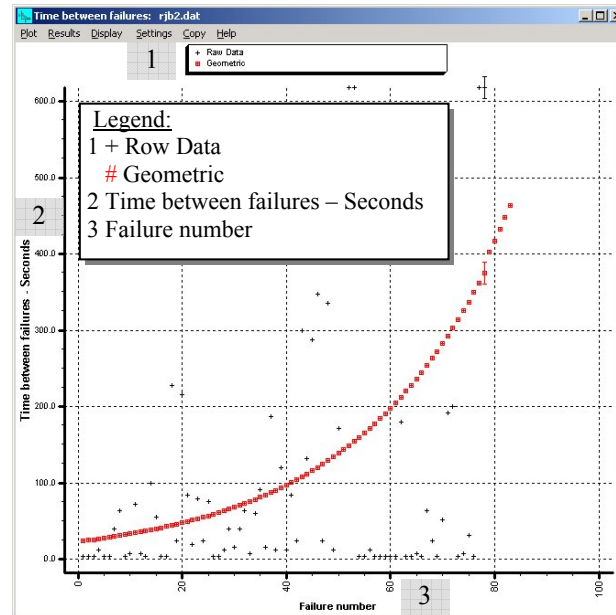 Time between failures: rjb2.dat
Plot Results Display Settings Copy Help
1
+ Raw Data
Geometric
600.0
500.0
400.0
300.0
200.0
100.0
0.0
Legend:
1 + Row Data
# Geometric
2 Time between failures – Seconds
3 Failure number
2
Time between failures - Seconds
0
20
40
60
80
100
3
Failure number